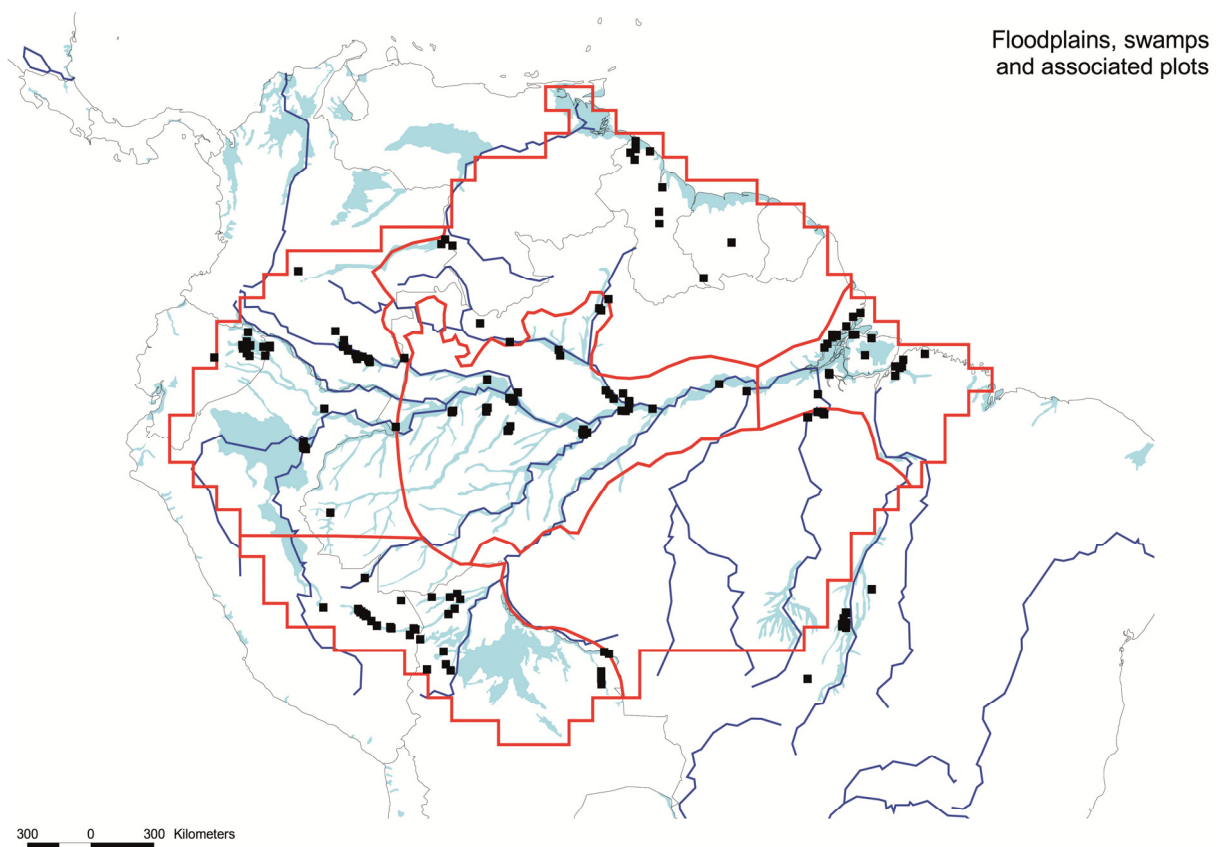 Floodplains, swamps
and associated plots
300 0 300 Kilometers